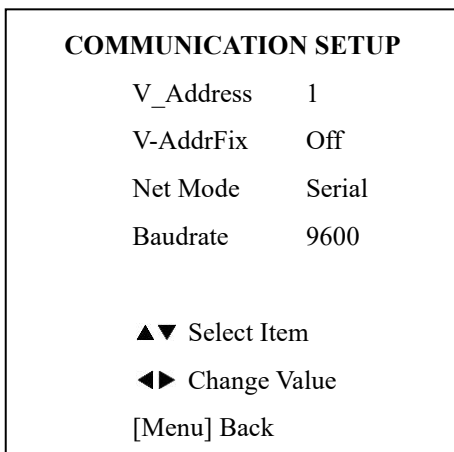 COMMUNICATION SETUP
V_Address 1
V-AddrFix Off
Net Mode Serial
Baudrate 9600
▲▼ Select Item
◀▶ Change Value
[Menu] Back